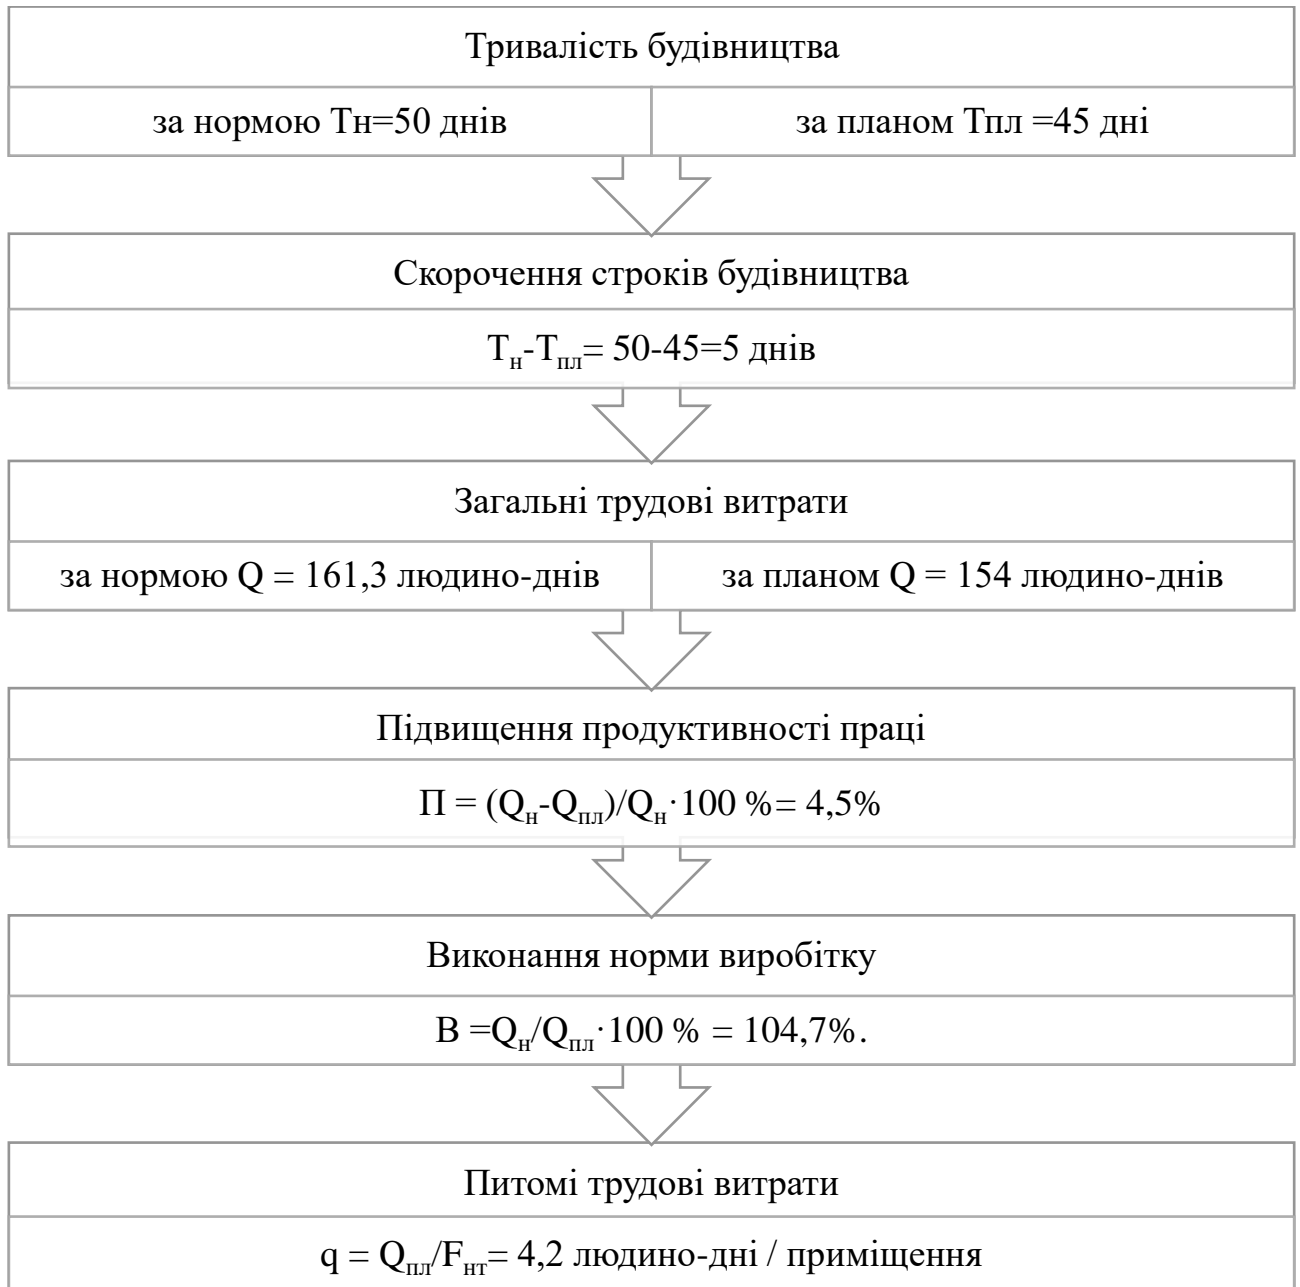 Тривалість будівництва
за нормою Тн=50 днів
за планом Тпл =45 дні
Скорочення строків будівництва
Тн-Тпл= 50-45=5 днів
Загальні трудові витрати
за нормою Q = 161,3 людино-днів
за планом Q = 154 людино-днів
Підвищення продуктивності праці
П = (Qн-Qпл)/Qн·100 %= 4,5%
Виконання норми виробітку
В =Qн/Qпл·100 % = 104,7%.
Питомі трудові витрати
q = Qпл/Fнт= 4,2 людино-дні / приміщення